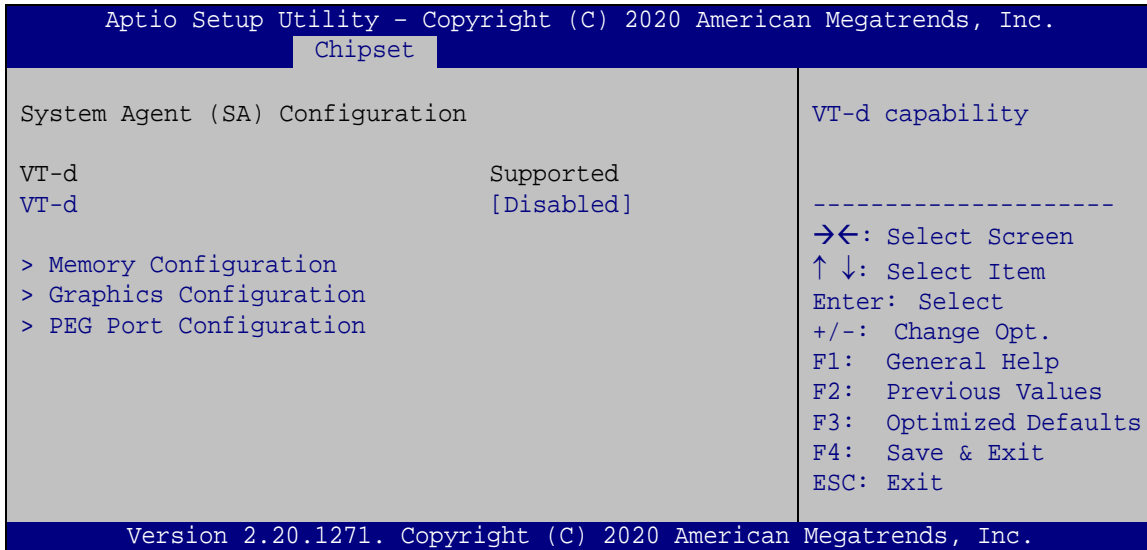 Aptio Setup Utility – Copyright (C) 2020 American Megatrends, Inc.
Chipset
System Agent (SA) Configuration
VT-d Supported
VT-d [Disabled]
> Memory Configuration
> Graphics Configuration
> PEG Port Configuration
VT-d capability
---------------------
→←: Select Screen
↑ ↓: Select Item
Enter: Select
+/-: Change Opt.
F1: General Help
F2: Previous Values
F3: Optimized Defaults
F4: Save & Exit
ESC: Exit
Version 2.20.1271. Copyright (C) 2020 American Megatrends, Inc.